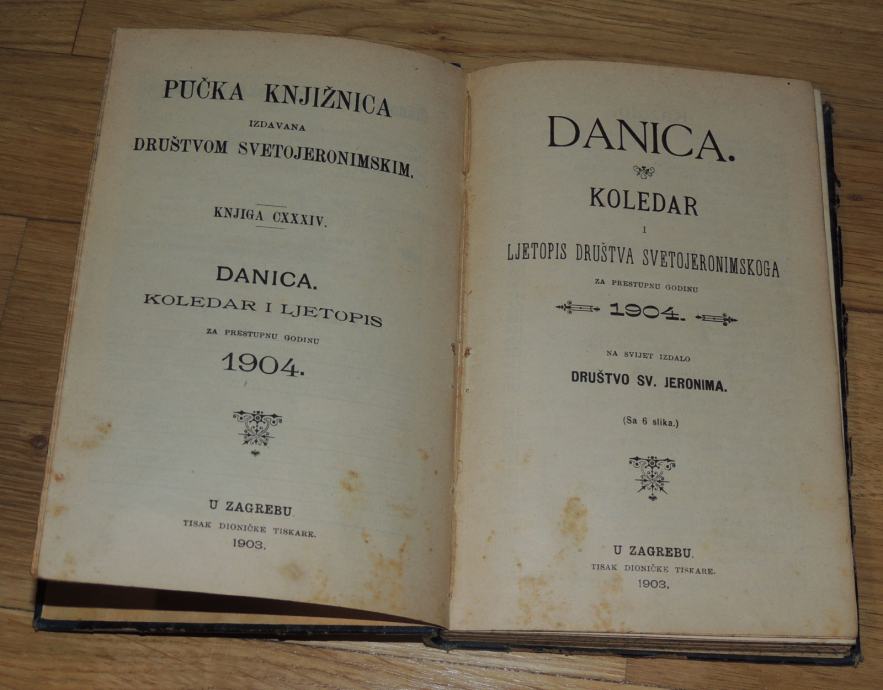 PUČKA KNJIŽNICA
IZDAVANA
DRUŠTVOM SVETOJERONIMSKIM.
KNJIGA CXXXIV.
DANICA.
KOLEDAR I LJETOPIS
ZA PRESTUPNU GODINU
1904.
U ZAGREBU.
TISAK DIONIČKE TISKARE.
1903.
DANICA.
KOLEDAR
I
LJETOPIS DRUŠTVA SVETOJERONIMSKOGA
ZA PRESTUPNU GODINU
1904.
NA SVIJET IZDALO
DRUŠTVO SV. JERONIMA.
(Sa 6 slika.)
U ZAGREBU.
TISAK DIONIČKE TISKARE.
1903.